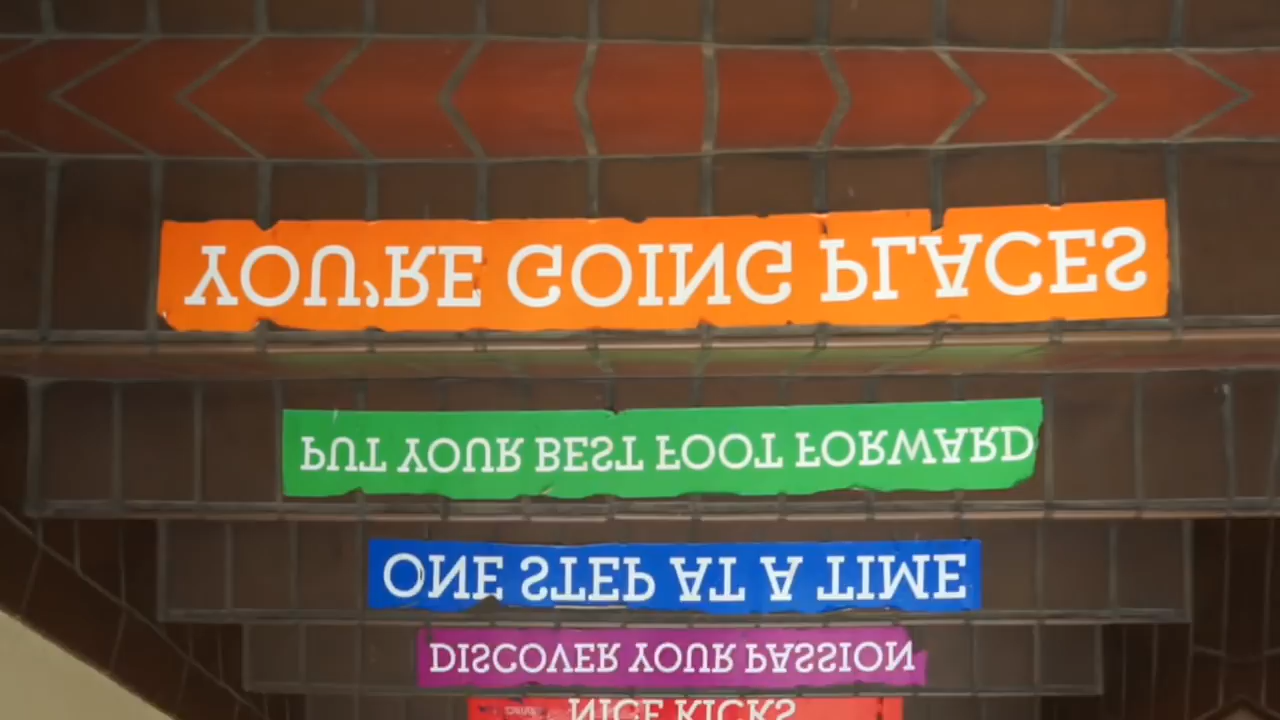 YOU'RE GOING PLACES
PUT YOUR BEST FOOT FORWARD
ONE STEP AT A TIME
DISCOVER YOUR PASSION
NICE KICKS